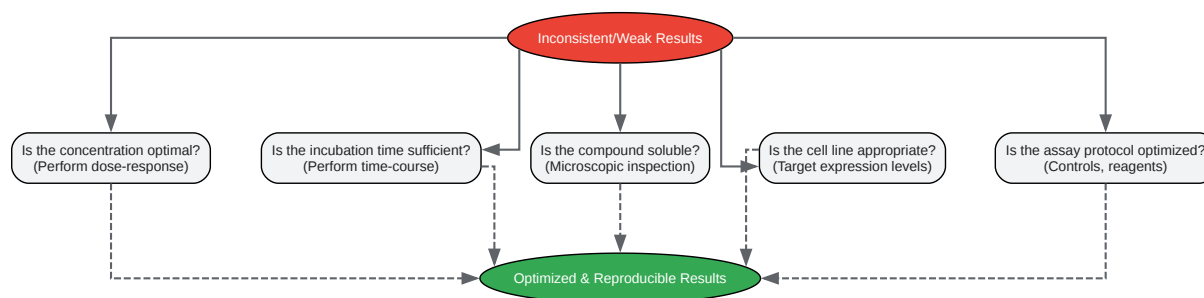 Inconsistent/Weak Results
Is the concentration optimal?
(Perform dose-response)
Is the incubation time sufficient?
(Perform time-course)
Is the compound soluble?
(Microscopic inspection)
Is the cell line appropriate?
(Target expression levels)
Is the assay protocol optimized?
(Controls, reagents)
Optimized & Reproducible Results